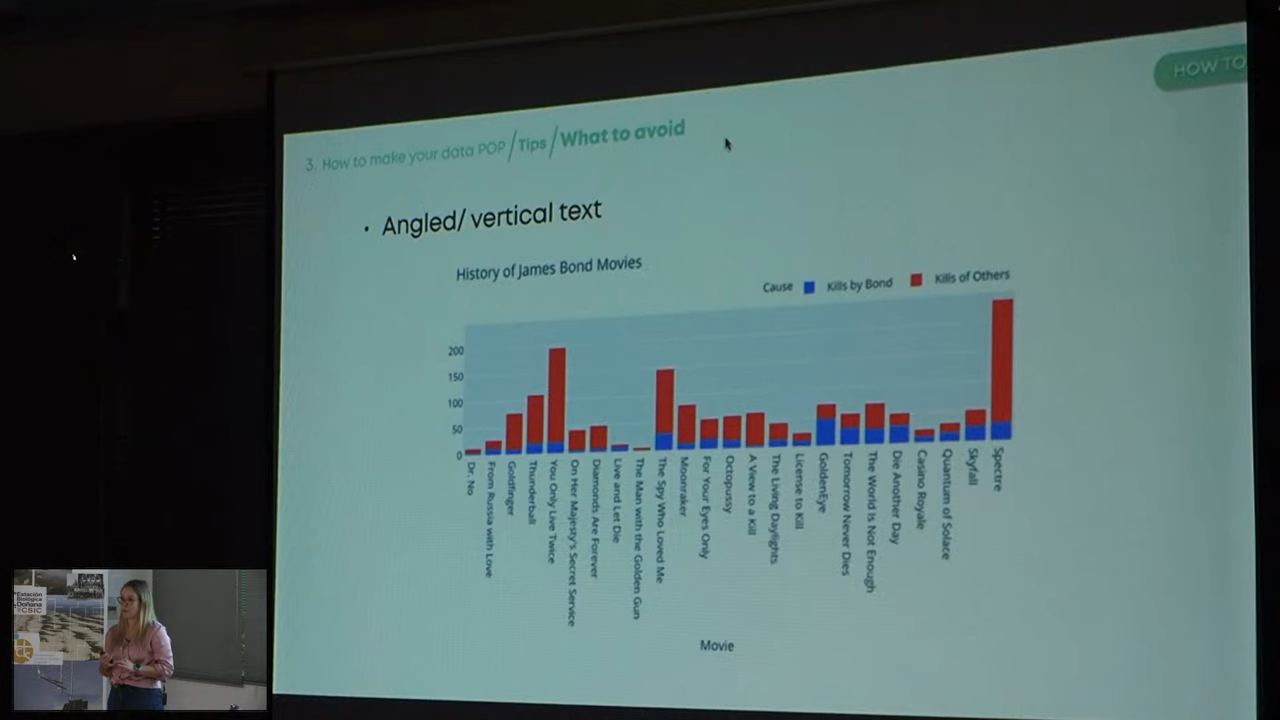 HOW TO
3. How to make your data POP / Tips / What to avoid
• Angled/ vertical text
History of James Bond Movies
Cause Kills by Bond Kills of Others
200
150
100
50
0
Dr. No
From Russia with Love
Goldfinger
Thunderball
You Only Live Twice
On Her Majesty's Secret Service
Diamonds Are Forever
Live and Let Die
The Man with the Golden Gun
The Spy Who Loved Me
Moonraker
For Your Eyes Only
Octopussy
A View to a Kill
The Living Daylights
License to Kill
GoldenEye
Tomorrow Never Dies
The World is Not Enough
Die Another Day
Casino Royale
Quantum of Solace
Skyfall
Spectre
Movie
Estación
Biológica
Doñana
CSIC